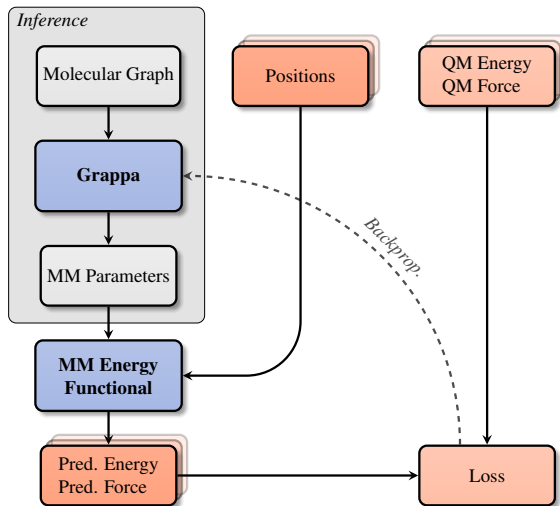 Inference
Molecular Graph
Positions
QM Energy
QM Force
Grappa
Backprop.
MM Parameters
MM Energy
Functional
Pred. Energy
Pred. Force
Loss